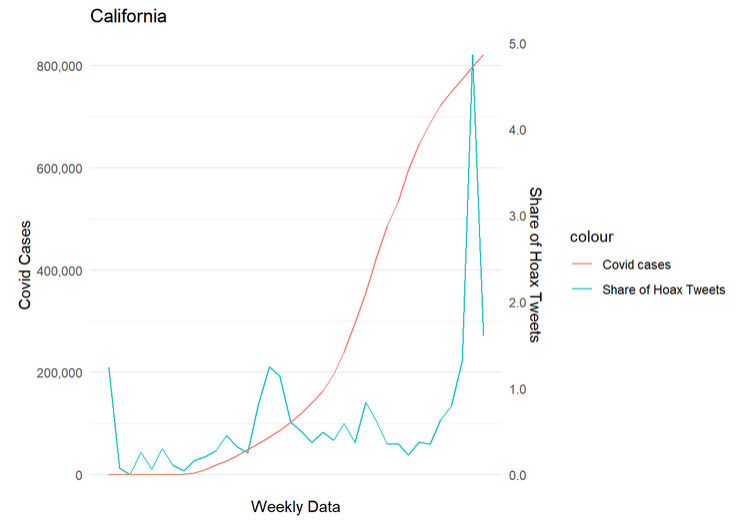 California
5.0
800,000
4.0
600,000
3.0
400,000
2.0
200,000
1.0
0
0.0
Covid Cases
Share of Hoax Tweets
Weekly Data
colour
Covid cases
Share of Hoax Tweets